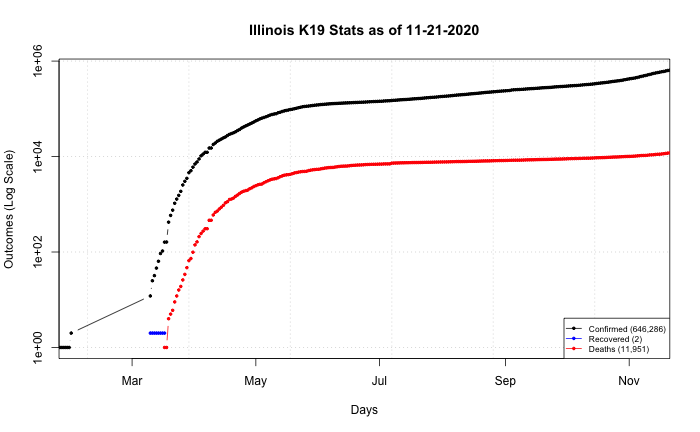 Illinois K19 Stats as of 11-21-2020
Outcomes (Log Scale)
1e+06
1e+04
1e+02
1e+00
Mar May Jul Sep Nov
Days
Confirmed (646,286)
Recovered (2)
Deaths (11,951)